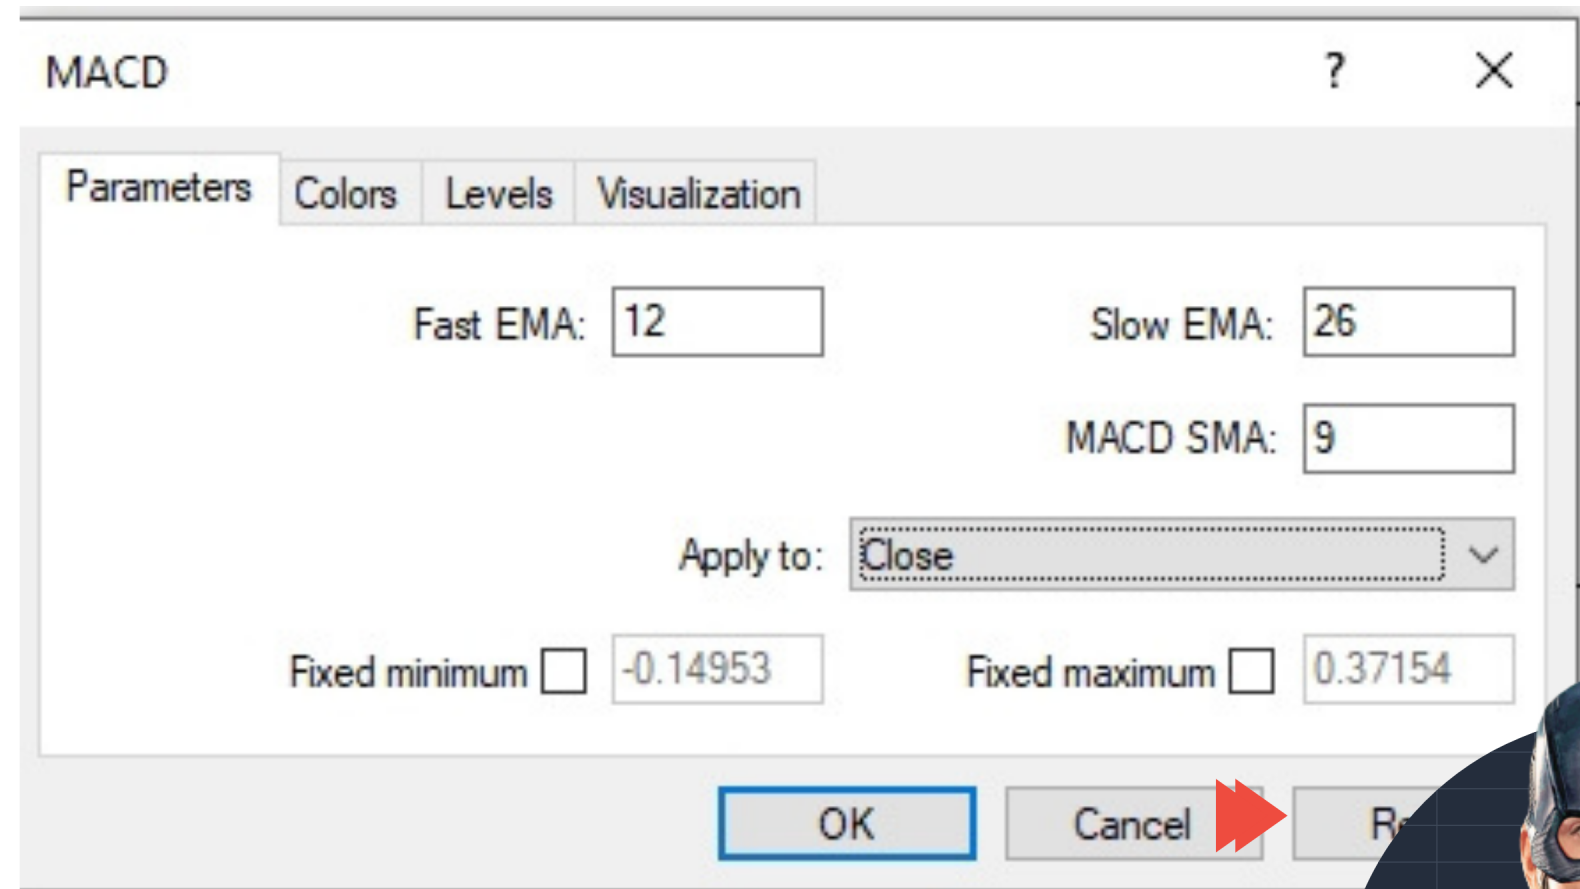 MACD ?
Parameters Colors Levels Visualization
Fast EMA: 12 Slow EMA: 26
MACD SMA: 9
Apply to: Close
Fixed minimum -0.14953 Fixed maximum 0.37154
OK Cancel